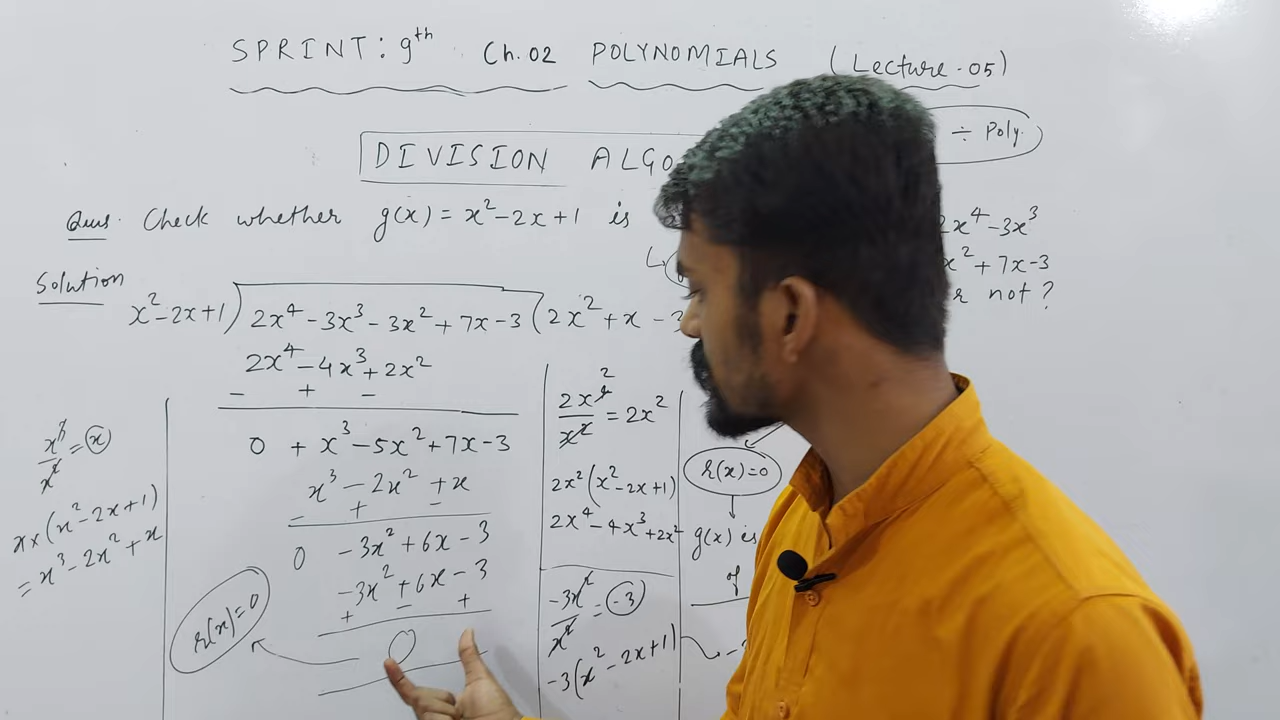 SPRINT: 9th Ch. 02 POLYNOMIALS (Lecture-05)
÷ Poly.
DIVISION ALGO
Ques. Check whether g(x) = x² - 2x + 1 is
2x⁴ - 3x³
x² + 7x - 3
not?
Solution
x² - 2x + 1) 2x⁴ - 3x³ - 3x² + 7x - 3 (2x² + x - 3
2x⁴ - 4x³ + 2x²
- + -
0 + x³ - 5x² + 7x - 3
x³ - 2x² + x
- + -
0 - 3x² + 6x - 3
- 3x² + 6x - 3
+ - +
0
r(x) = 0
x³/x² = x
x × (x² - 2x + 1)
= x³ - 2x² + x
2x⁴/x² = 2x²
2x² (x² - 2x + 1)
2x⁴ - 4x³ + 2x²
-3x²/x² = -3
-3(x² - 2x + 1)
r(x) = 0
g(x) is
of